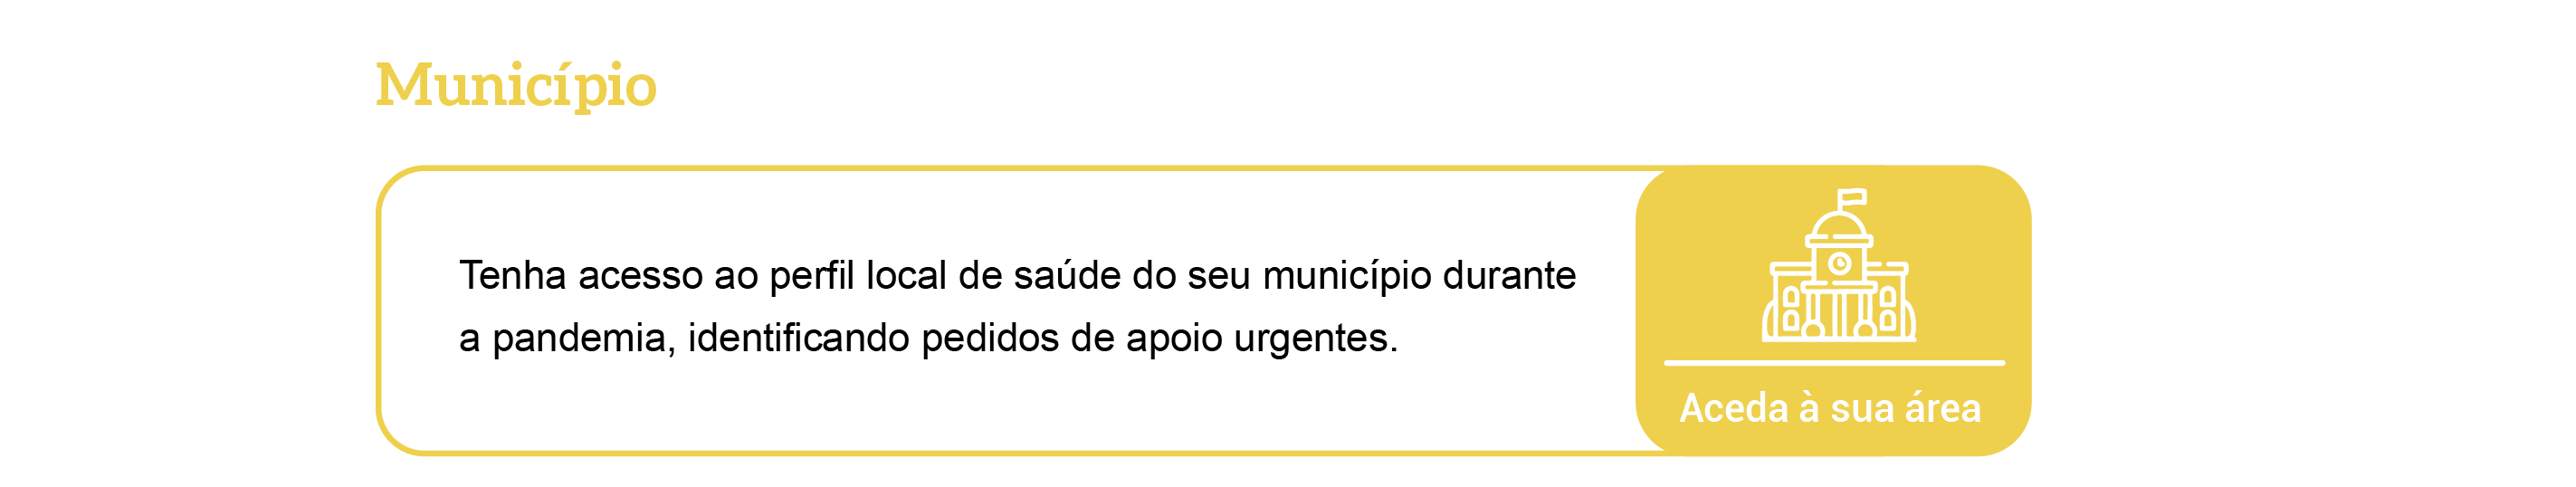 Município
Tenha acesso ao perfil local de saúde do seu município durante
a pandemia, identificando pedidos de apoio urgentes.
Aceda à sua área